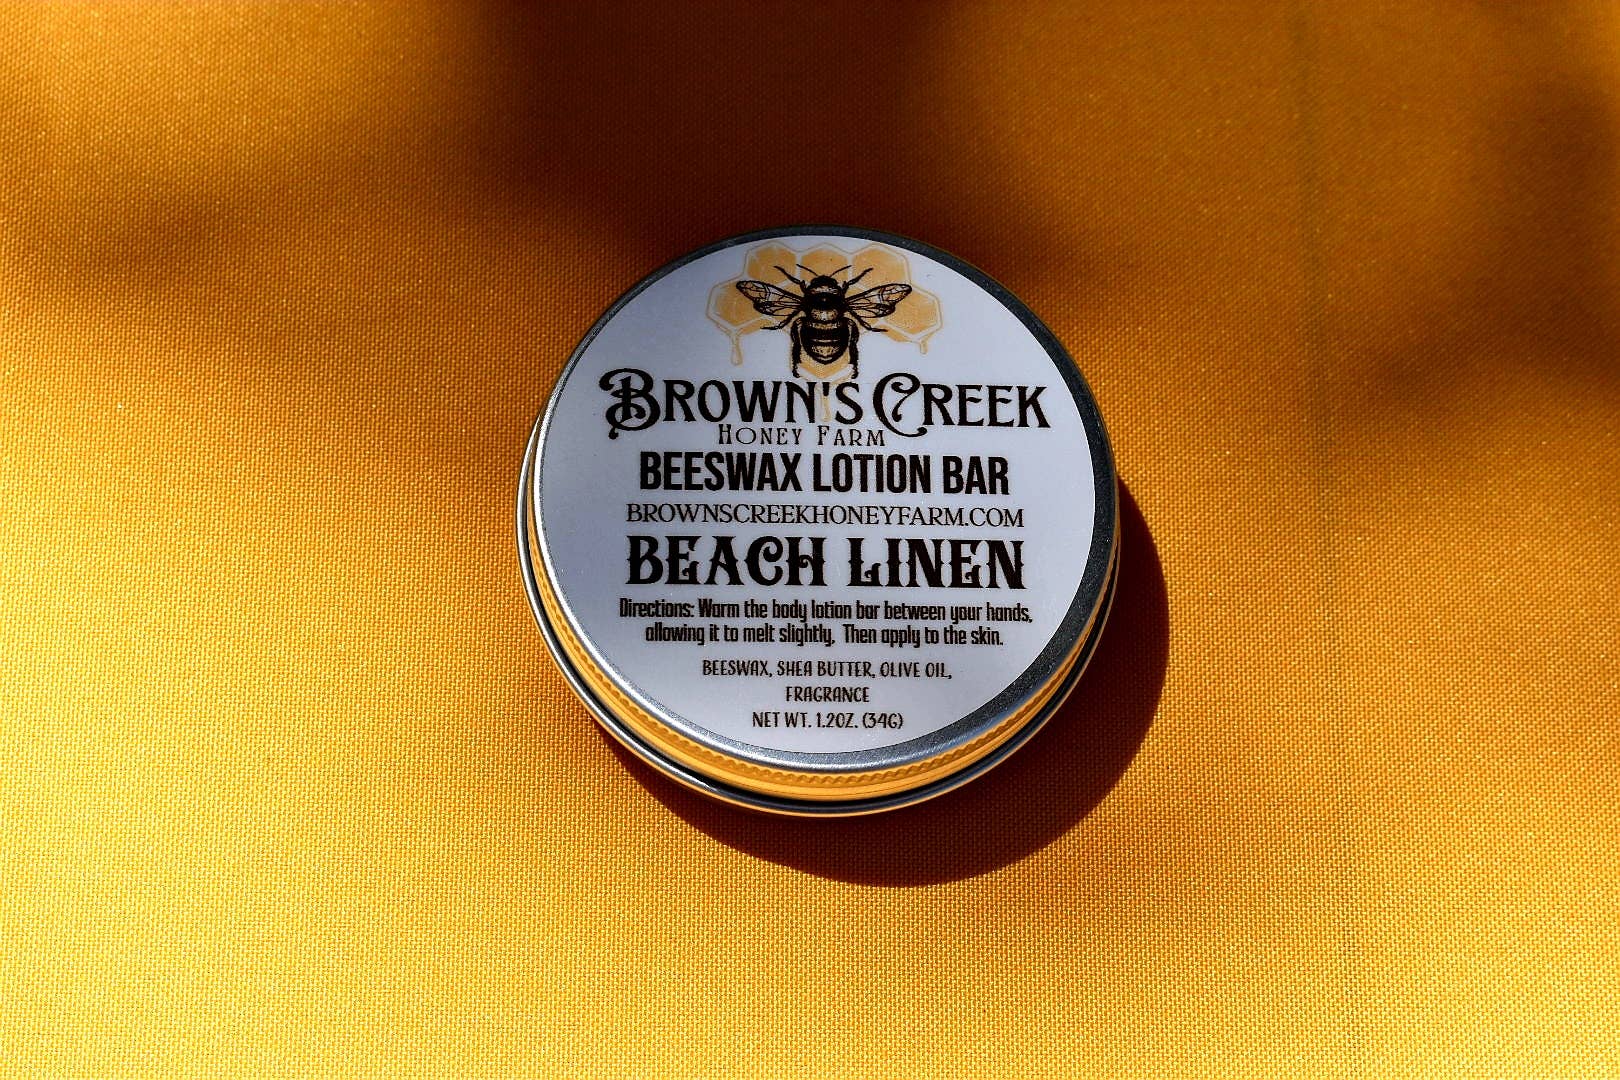 BROWN'S CREEK
HONEY FARM
BEESWAX LOTION BAR
BROWNSCREEKHONEYFARM.COM
BEACH LINEN
Directions: Warm the body lotion bar between your hands,
allowing it to melt slightly. Then apply to the skin.
BEESWAX, SHEA BUTTER, OLIVE OIL,
FRAGRANCE
NET WT. 1.2OZ. (34G)